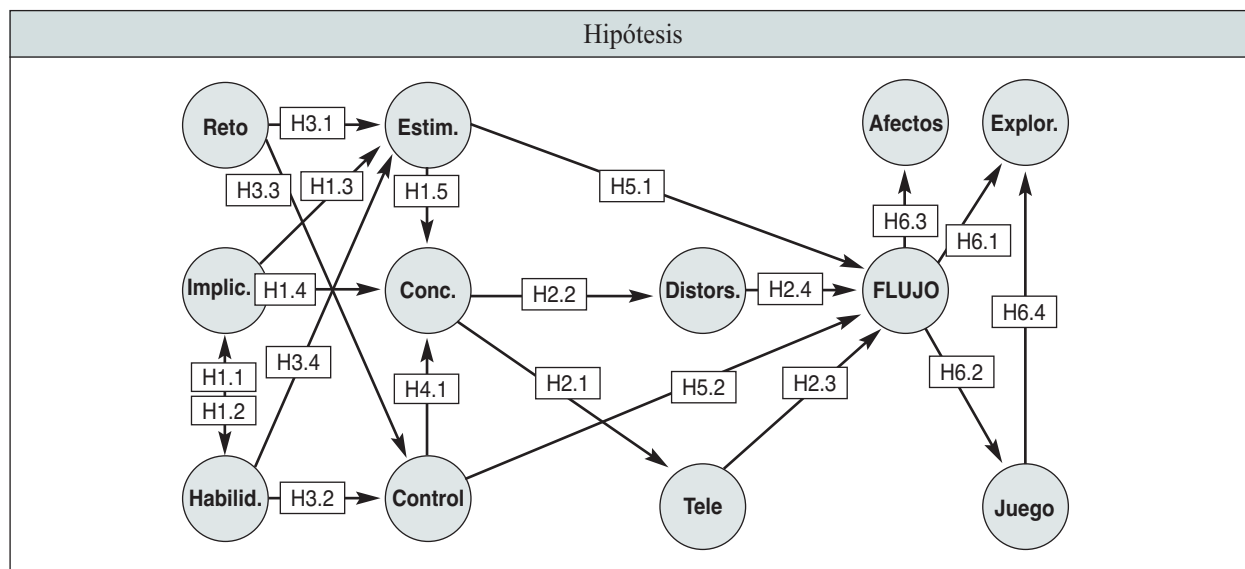 Hipótesis
Reto
H3.1
Estim.
Afectos
Explor.
H3.3
H1.3
H1.5
H5.1
H6.3
H6.1
Implic.
H1.4
Conc.
H2.2
Distors.
H2.4
FLUJO
H6.4
H1.1
H3.4
H4.1
H2.1
H5.2
H2.3
H6.2
H1.2
Habilid.
H3.2
Control
Tele
Juego